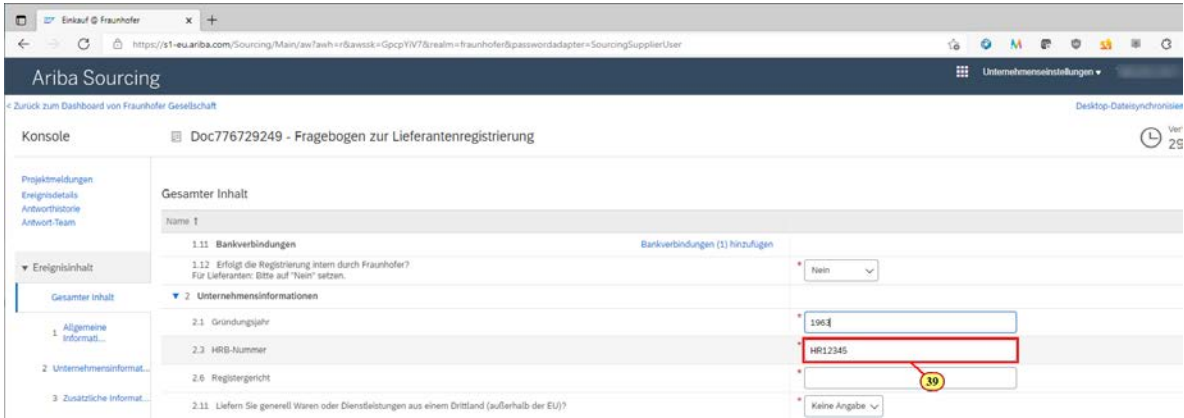 Einkauf @ Fraunhofer
https://s1-eu.ariba.com/Sourcing/Main/aw?awh=r&awssk=GpcpYiV7&realm=fraunhofer&passwordadapter=SourcingSupplierUser
Ariba Sourcing
Unternehmenseinstellungen
< Zurück zum Dashboard von Fraunhofer Gesellschaft
Desktop-Dateisynchronisier
Konsole
Doc776729249 - Fragebogen zur Lieferantenregistrierung
Ver
29
Projektmeldungen
Ereignisdetails
Antworthistorie
Antwort-Team
Gesamter Inhalt
Name ↑
1.11 Bankverbindungen Bankverbindungen (1) hinzufügen
▼ Ereignisinhalt
1.12 Erfolgt die Registrierung intern durch Fraunhofer?
Für Lieferanten: Bitte auf "Nein" setzen.
* Nein
Gesamter Inhalt
▼ 2 Unternehmensinformationen
1 Allgemeine Informati...
2.1 Gründungsjahr * 1963
2.3 HRB-Nummer * HR12345
2 Unternehmensinformat...
2.6 Registergericht *
39
3 Zusätzliche Informat...
2.11 Liefern Sie generell Waren oder Dienstleistungen aus einem Drittland (außerhalb der EU)? * Keine Angabe